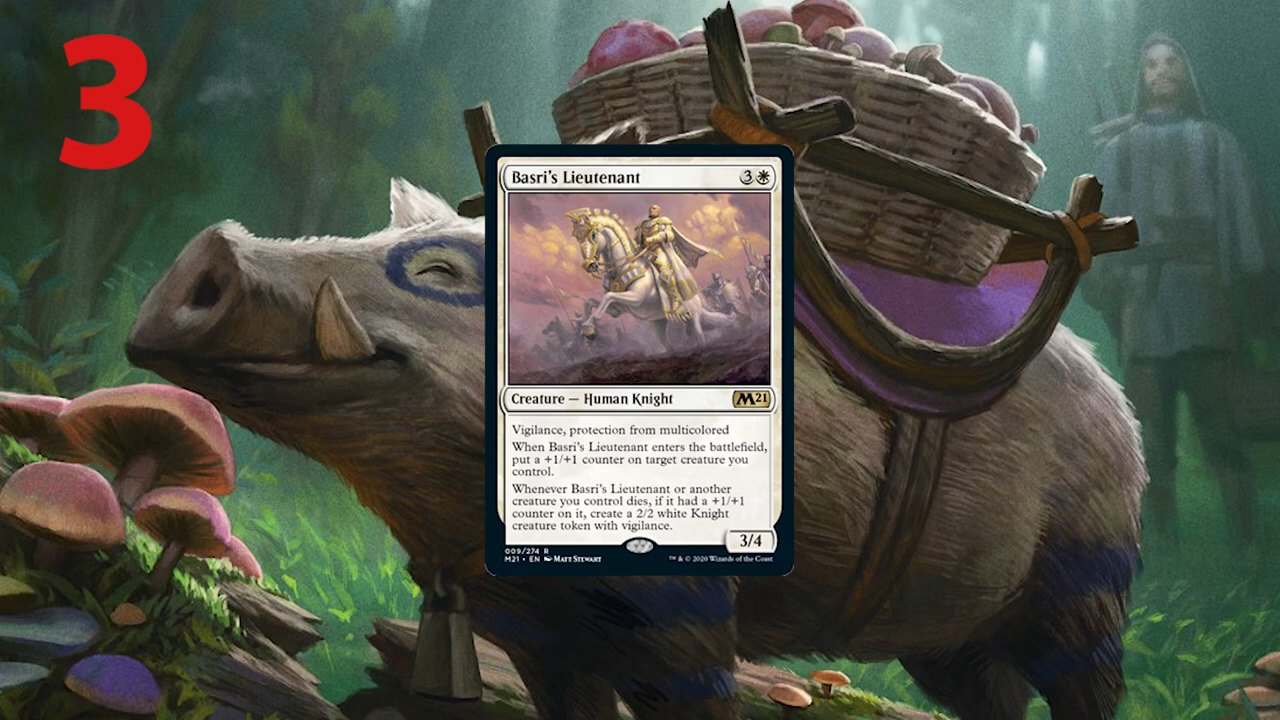 3
Basri's Lieutenant 3
Creature — Human Knight M21
Vigilance, protection from multicolored
When Basri's Lieutenant enters the battlefield,
put a +1/+1 counter on target creature you
control.
Whenever Basri's Lieutenant or another
creature you control dies, if it had a +1/+1
counter on it, create a 2/2 white Knight
creature token with vigilance.
3/4
009/274 R
M21 • EN Matt Stewart ™ & © 2020 Wizards of the Coast